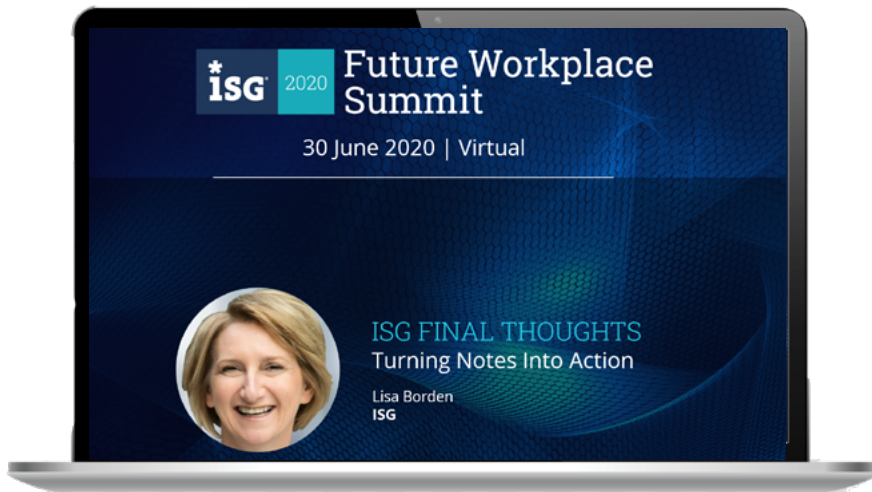 *isg 2020
Future Workplace
Summit
30 June 2020 | Virtual
ISG FINAL THOUGHTS
Turning Notes Into Action
Lisa Borden
ISG